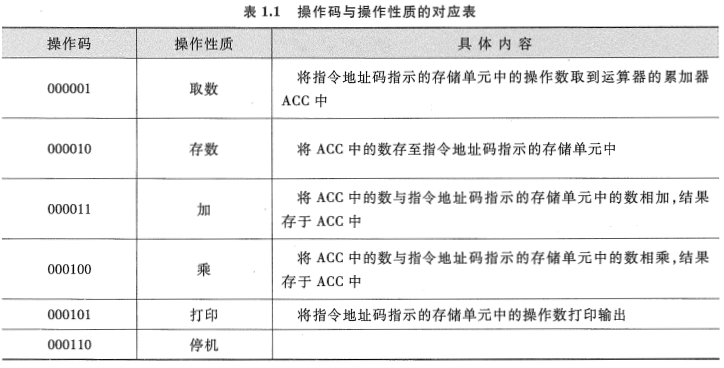 表 1.1 操作码与操作性质的对应表
操作码 操作性质 具体内容
000001 取数 将指令地址码指示的存储单元中的操作数取到运算器的累加器
ACC 中
000010 存数 将 ACC 中的数存至指令地址码指示的存储单元中
000011 加 将 ACC 中的数与指令地址码指示的存储单元中的数相加,结果
存于 ACC 中
000100 乘 将 ACC 中的数与指令地址码指示的存储单元中的数相乘,结果
存于 ACC 中
000101 打印 将指令地址码指示的存储单元中的操作数打印输出
000110 停机